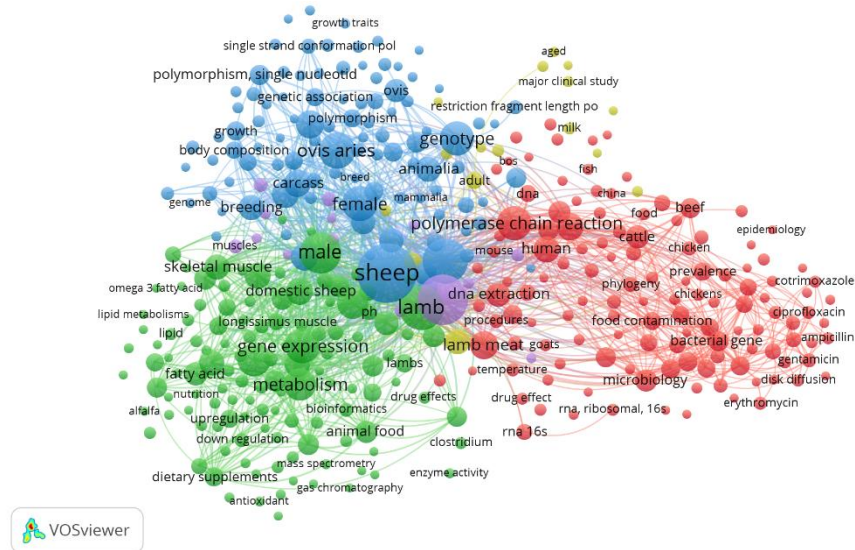 growth traits
single strand conformation pol
aged
polymorphism, single nucleotid
major clinical study
genetic association
ovis
restriction fragment length po
polymorphism
growth
genotype
milk
body composition
ovis aries
bos
fish
carcass
breed
animalia
adult
dna
china
genome
breeding
female
mammalia
food
beef
polymerase chain reaction
epidemiology
muscles
male
mouse
human
cattle
chicken
skeletal muscle
sheep
prevalence
omega 3 fatty acid
domestic sheep
phylogeny
chickens
cotrimoxazole
lipid metabolisms
lamb
dna extraction
ciprofloxacin
longissimus muscle
ph
procedures
food contamination
lipid
ampicillin
gene expression
lamb meat
goats
bacterial gene
gentamicin
fatty acid
lambs
temperature
microbiology
disk diffusion
nutrition
metabolism
drug effects
drug effect
erythromycin
alfalfa
bioinformatics
rna, ribosomal, 16s
upregulation
animal food
rna 16s
down regulation
clostridium
mass spectrometry
enzyme activity
dietary supplements
gas chromatography
antioxidant
VOSviewer